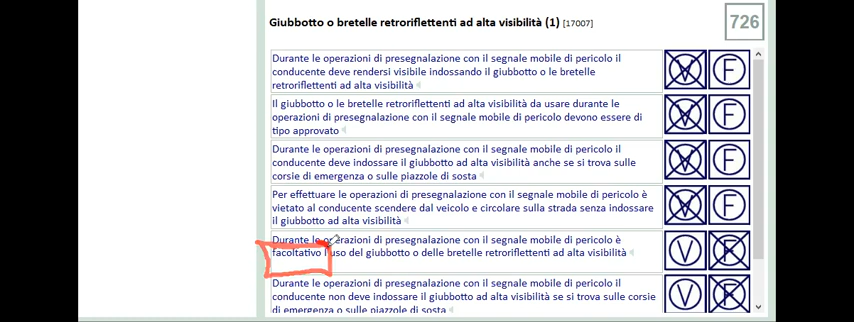 Giubbotto o bretelle retroriflettenti ad alta visibilità (1) [17007]
726
Durante le operazioni di presegnalazione con il segnale mobile di pericolo il
conducente deve rendersi visibile indossando il giubbotto o le bretelle
retroriflettenti ad alta visibilità
V F
Il giubbotto o le bretelle retroriflettenti ad alta visibilità da usare durante le
operazioni di presegnalazione con il segnale mobile di pericolo devono essere di
tipo approvato
V F
Durante le operazioni di presegnalazione con il segnale mobile di pericolo il
conducente deve indossare il giubbotto ad alta visibilità anche se si trova sulle
corsie di emergenza o sulle piazzole di sosta
V F
Per effettuare le operazioni di presegnalazione con il segnale mobile di pericolo è
vietato al conducente scendere dal veicolo e circolare sulla strada senza indossare
il giubbotto ad alta visibilità
V F
Durante le operazioni di presegnalazione con il segnale mobile di pericolo è
facoltativo l'uso del giubbotto o delle bretelle retroriflettenti ad alta visibilità
V F
Durante le operazioni di presegnalazione con il segnale mobile di pericolo il
conducente non deve indossare il giubbotto ad alta visibilità se si trova sulle corsie
di emergenza o sulle piazzole di sosta
V F